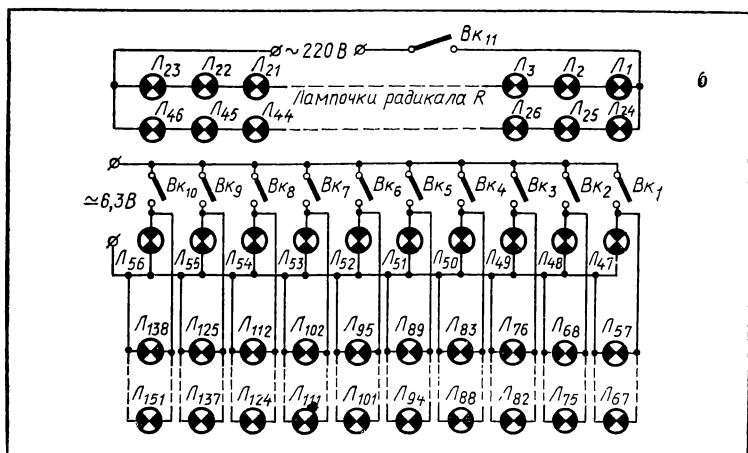 ~ 220 В Вк11
Л23 Л22 Л21 Л3 Л2 Л1
Лампочки радикала R
б
Л46 Л45 Л44 Л26 Л25 Л24
≃6,3В Вк10 Вк9 Вк8 Вк7 Вк6 Вк5 Вк4 Вк3 Вк2 Вк1
Л56 Л55 Л54 Л53 Л52 Л51 Л50 Л49 Л48 Л47
Л138 Л125 Л112 Л102 Л95 Л89 Л83 Л76 Л68 Л57
Л151 Л137 Л124 Л111 Л101 Л94 Л88 Л82 Л75 Л67